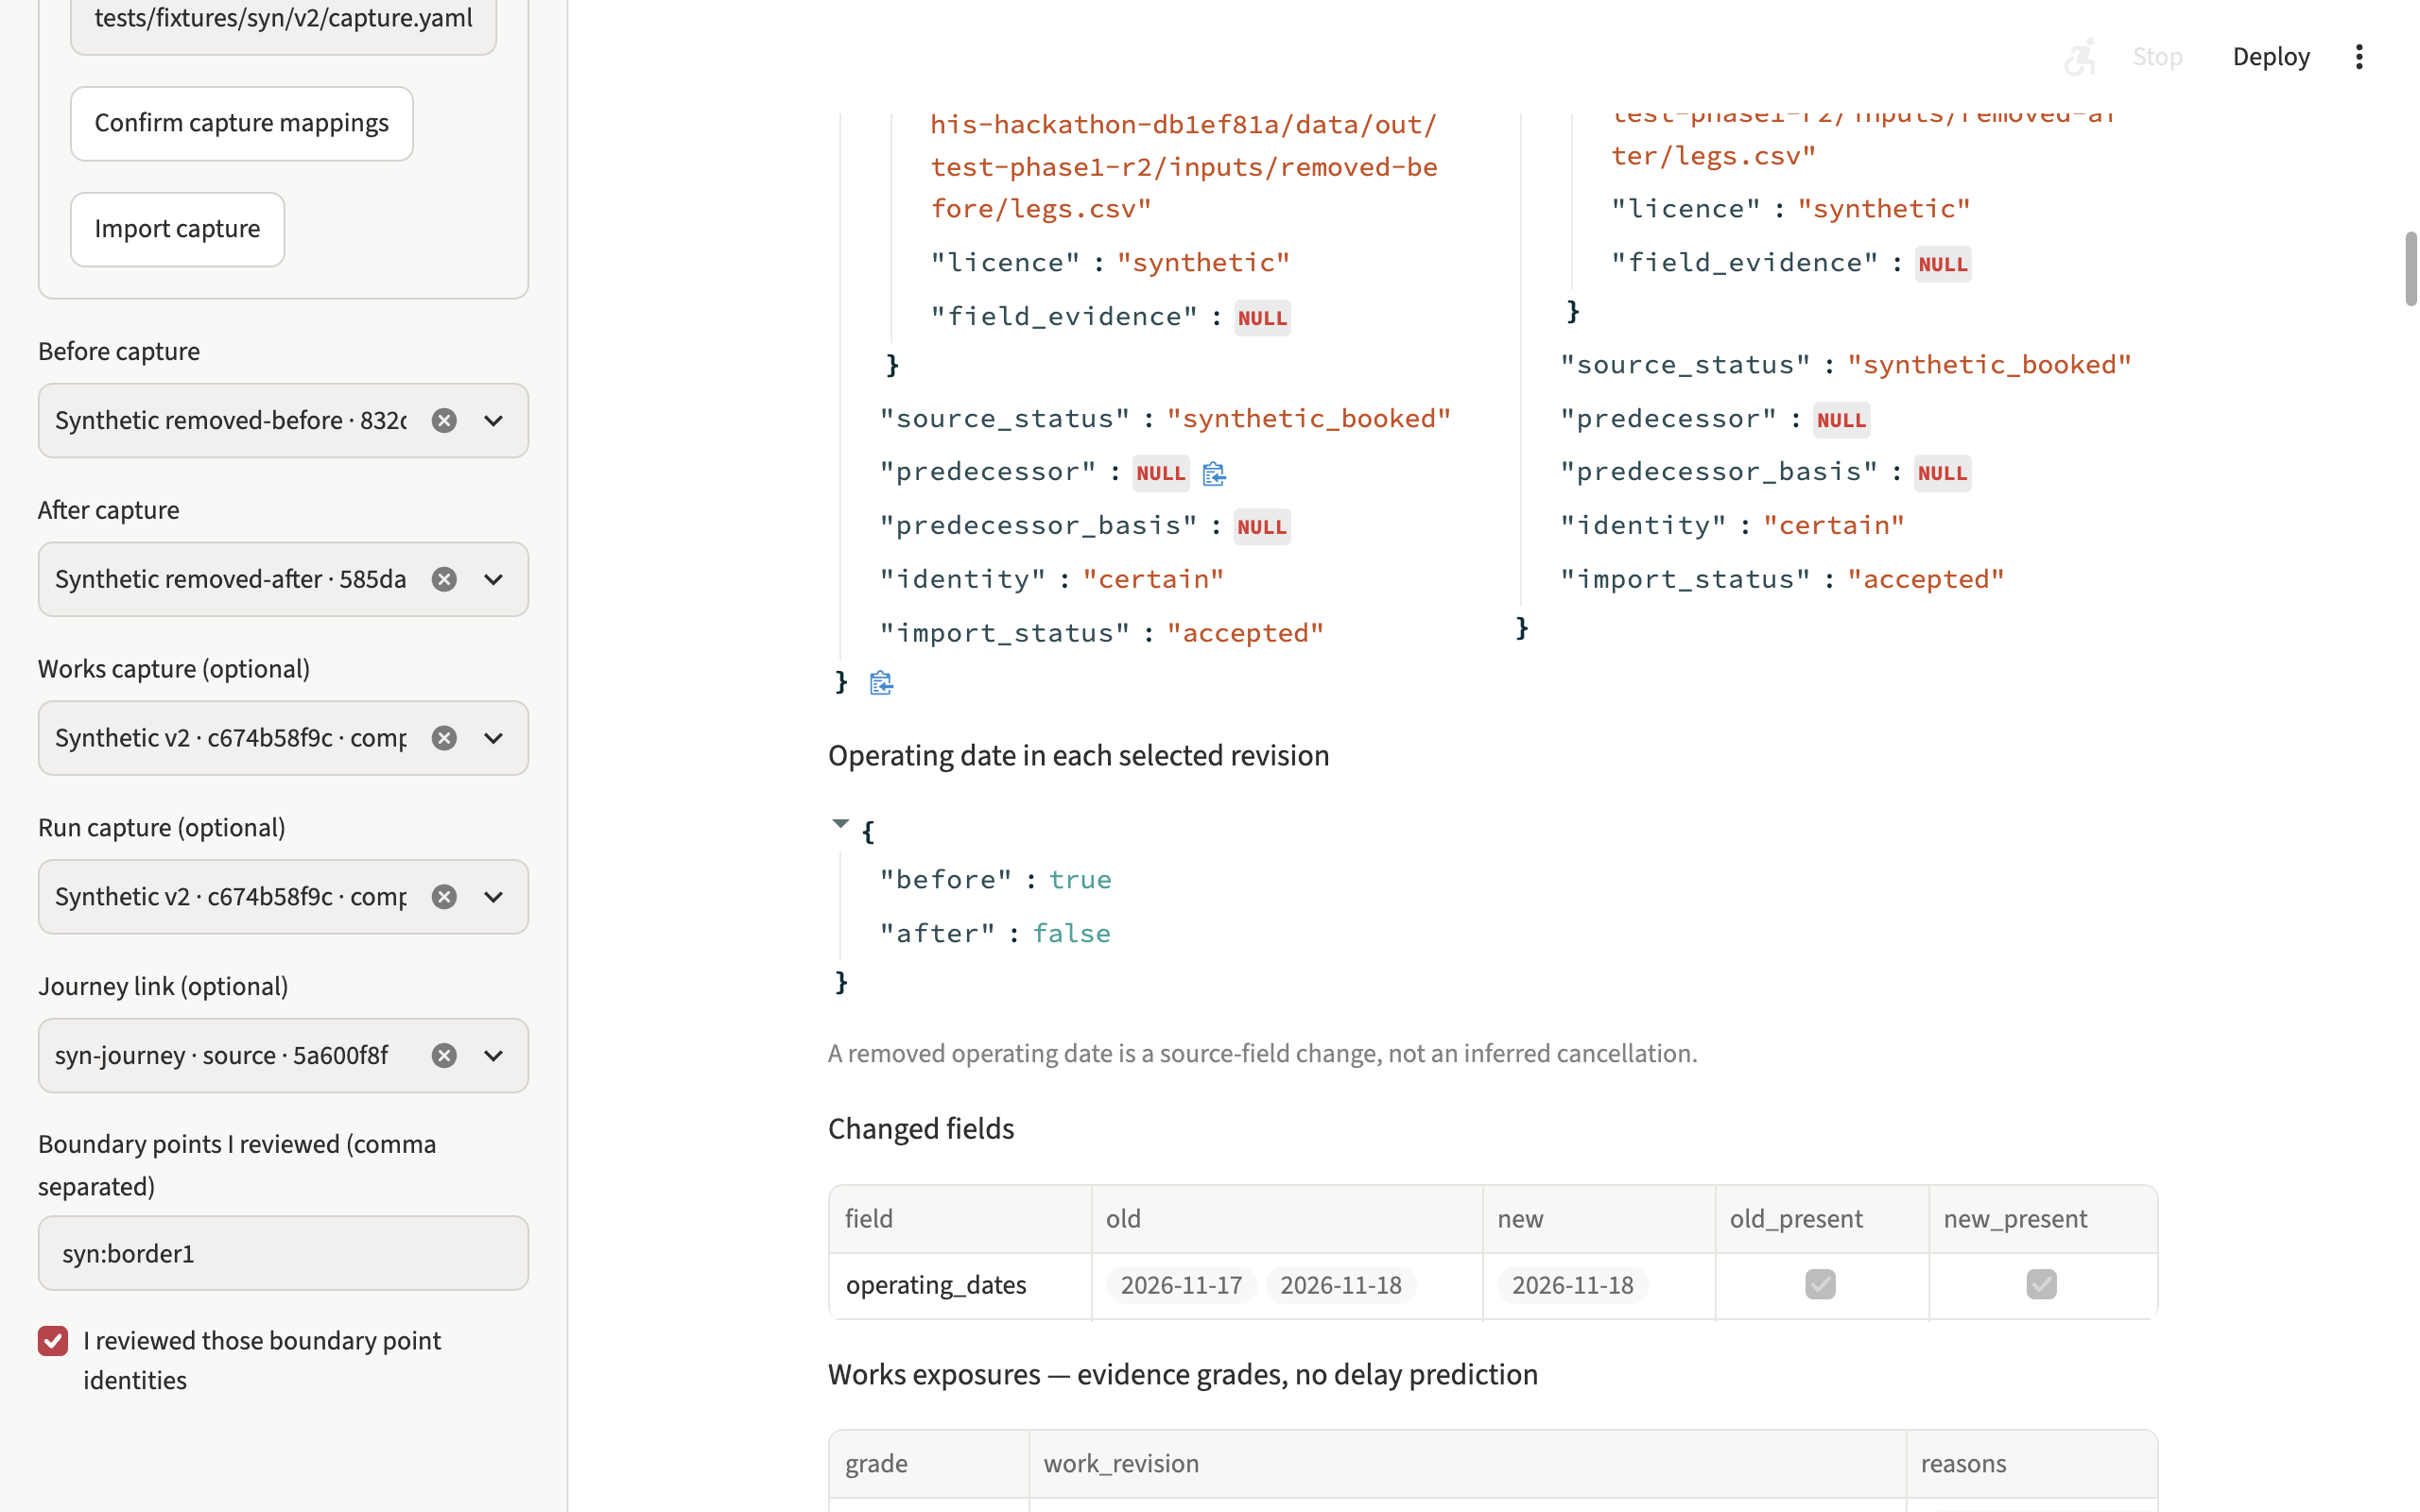 tests/fixtures/syn/v2/capture.yaml
Confirm capture mappings
Import capture
Before capture
Synthetic removed-before · 832c
After capture
Synthetic removed-after · 585da
Works capture (optional)
Synthetic v2 · c674b58f9c · comp
Run capture (optional)
Synthetic v2 · c674b58f9c · comp
Journey link (optional)
syn-journey · source · 5a600f8f
Boundary points I reviewed (comma
separated)
syn:border1
I reviewed those boundary point
identities
Stop
Deploy
his-hackathon-db1ef81a/data/out/
test-phase1-r2/inputs/removed-be
fore/legs.csv"
"licence" : "synthetic"
"field_evidence" : NULL
}
"source_status" : "synthetic_booked"
"predecessor" : NULL
"predecessor_basis" : NULL
"identity" : "certain"
"import_status" : "accepted"
}
test-phase1-r2/inputs/removed-af
ter/legs.csv"
"licence" : "synthetic"
"field_evidence" : NULL
}
"source_status" : "synthetic_booked"
"predecessor" : NULL
"predecessor_basis" : NULL
"identity" : "certain"
"import_status" : "accepted"
}
Operating date in each selected revision
{
"before" : true
"after" : false
}
A removed operating date is a source-field change, not an inferred cancellation.
Changed fields
field old new old_present new_present
operating_dates 2026-11-17 2026-11-18 2026-11-18
Works exposures — evidence grades, no delay prediction
grade work_revision reasons